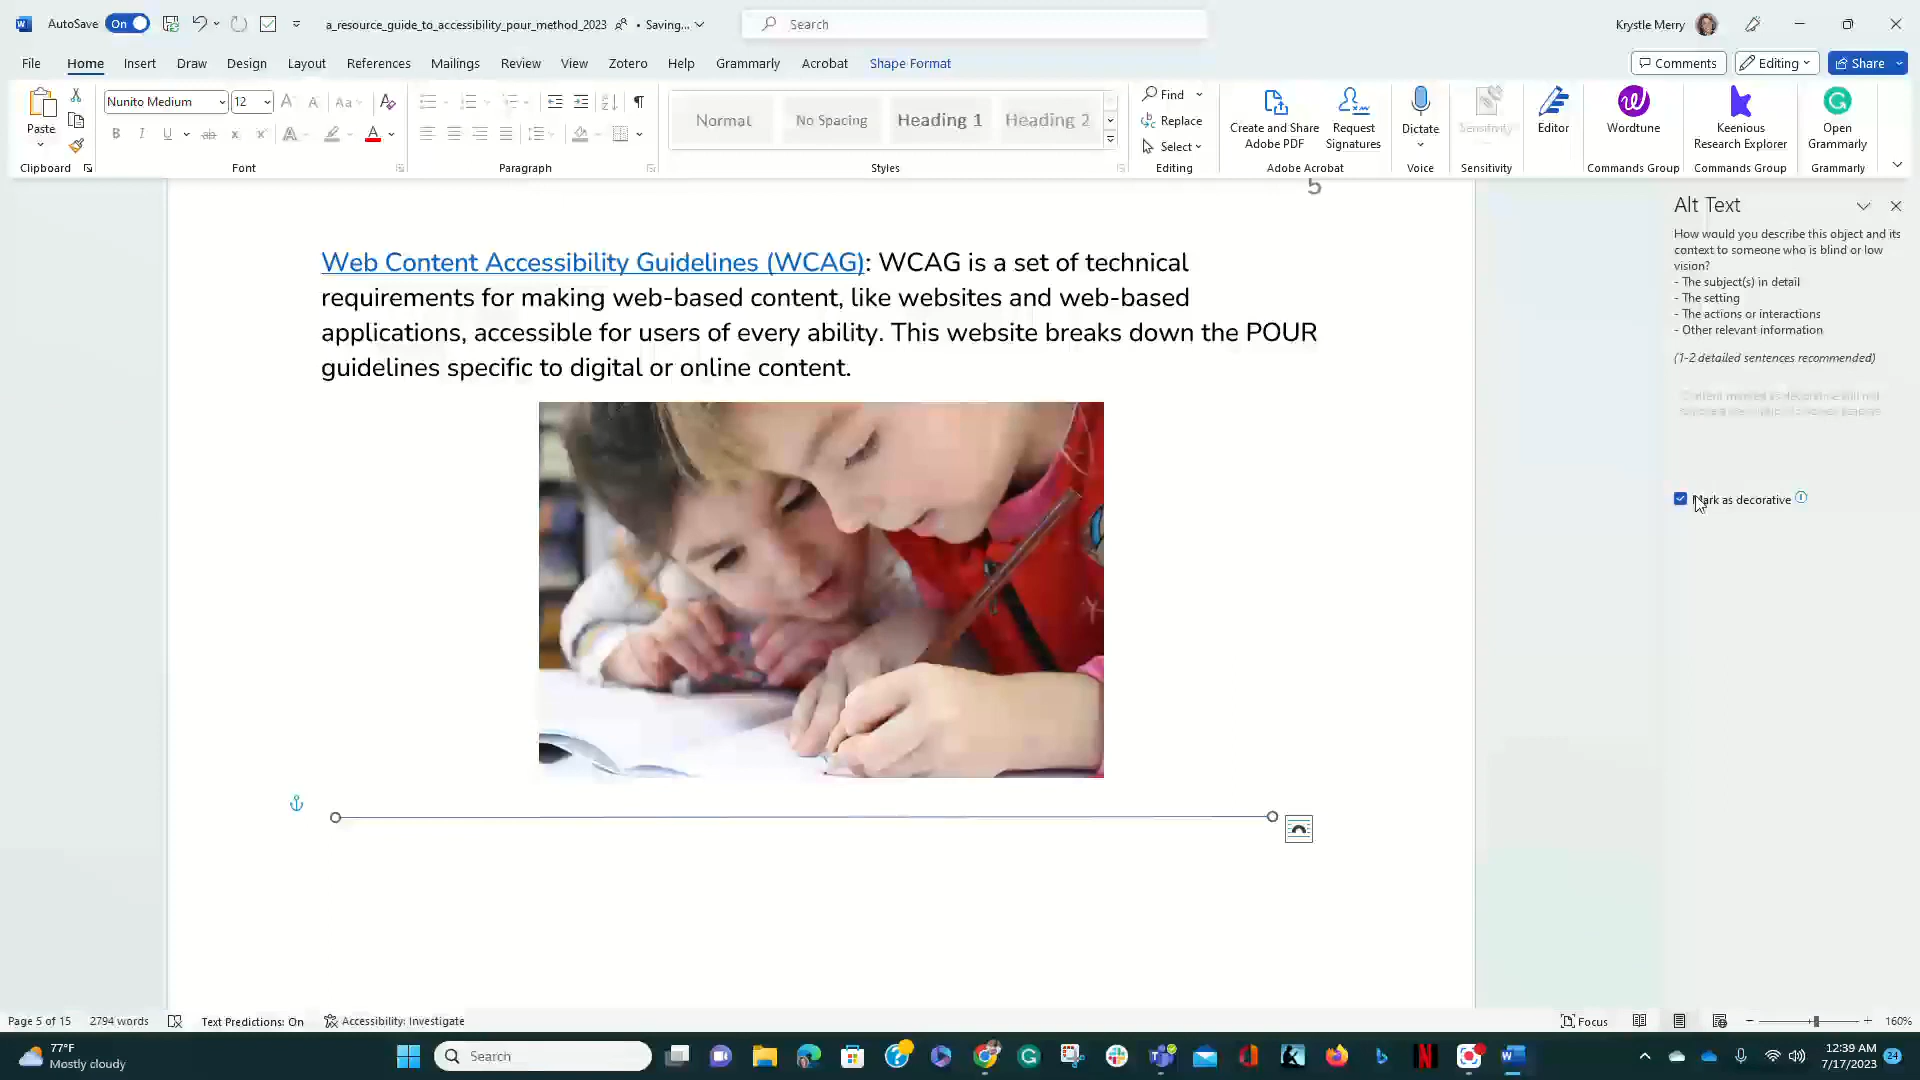 AutoSave On a_resource_guide_to_accessibility_pour_method_2023 • Saving... Search Krystle Merry
File Home Insert Draw Design Layout References Mailings Review View Zotero Help Grammarly Acrobat Shape Format Comments Editing Share
Paste
Clipboard
Nunito Medium 12
Font
Paragraph
Normal No Spacing Heading 1 Heading 2
Styles
Find
Replace
Select
Editing
Create and Share
Adobe PDF
Request
Signatures
Adobe Acrobat
Dictate
Voice
Sensitivity
Sensitivity
Editor
Wordtune
Commands Group
Keenious
Research Explorer
Commands Group
Open
Grammarly
Grammarly
5
Web Content Accessibility Guidelines (WCAG): WCAG is a set of technical
requirements for making web-based content, like websites and web-based
applications, accessible for users of every ability. This website breaks down the POUR
guidelines specific to digital or online content.
Alt Text
How would you describe this object and its
context to someone who is blind or low
vision?
- The subject(s) in detail
- The setting
- The actions or interactions
- Other relevant information
(1-2 detailed sentences recommended)
Mark as decorative
Page 5 of 15 2794 words Text Predictions: On Accessibility: Investigate Focus 160%
77°F
Mostly cloudy
Search
12:39 AM
7/17/2023
24